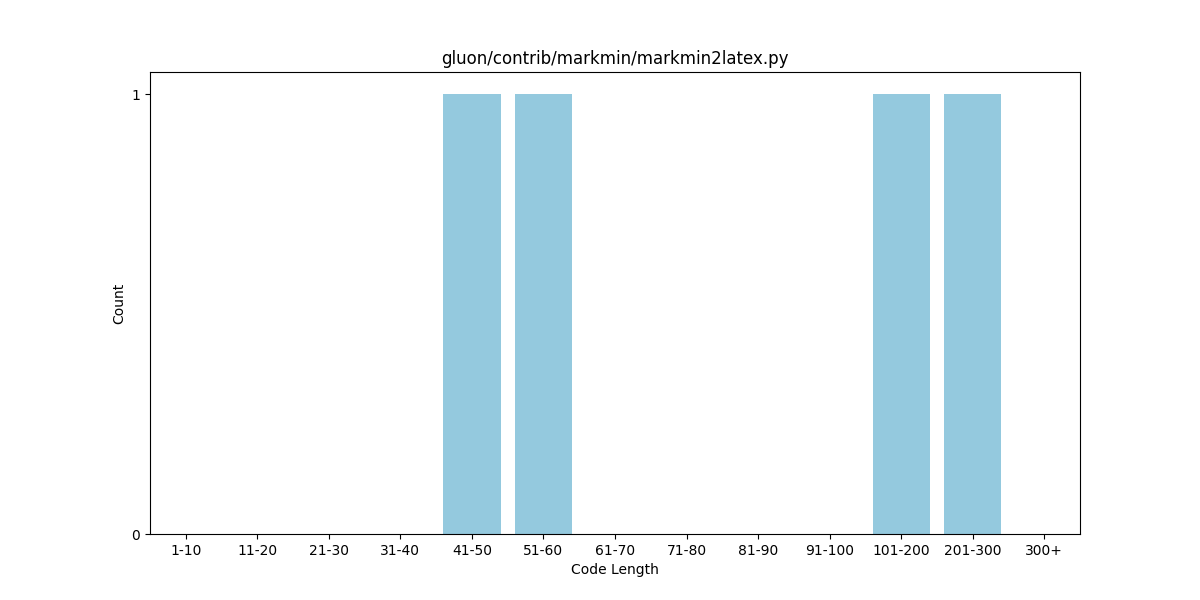 gluon/contrib/markmin/markmin2latex.py
1
Count
0
1-10 11-20 21-30 31-40 41-50 51-60 61-70 71-80 81-90 91-100 101-200 201-300 300+
Code Length